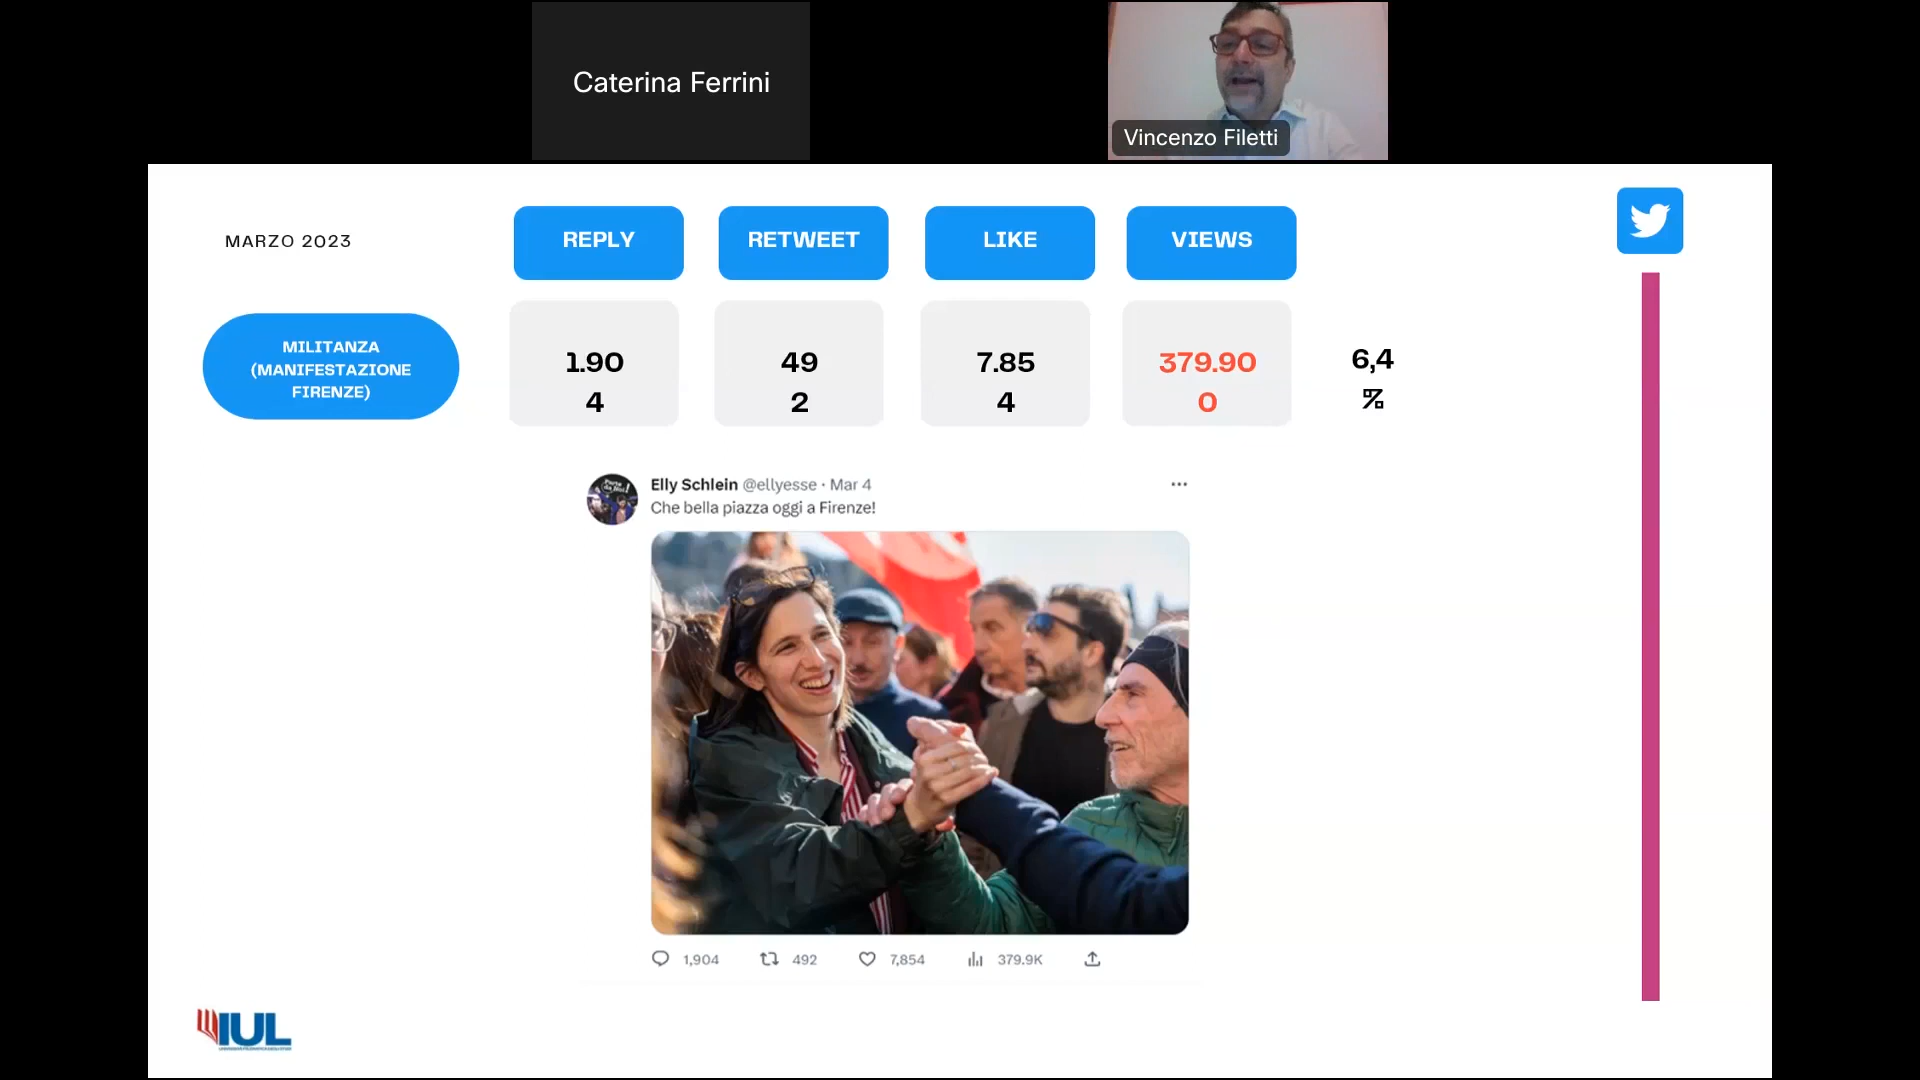 Caterina Ferrini
Vincenzo Filetti
MARZO 2023
REPLY
RETWEET
LIKE
VIEWS
MILITANZA
(MANIFESTAZIONE
FIRENZE)
1.90
4
49
2
7.85
4
379.90
0
6,4
%
Elly Schlein @ellyesse · Mar 4
Che bella piazza oggi a Firenze!
1,904
492
7,854
379.9K
IUL